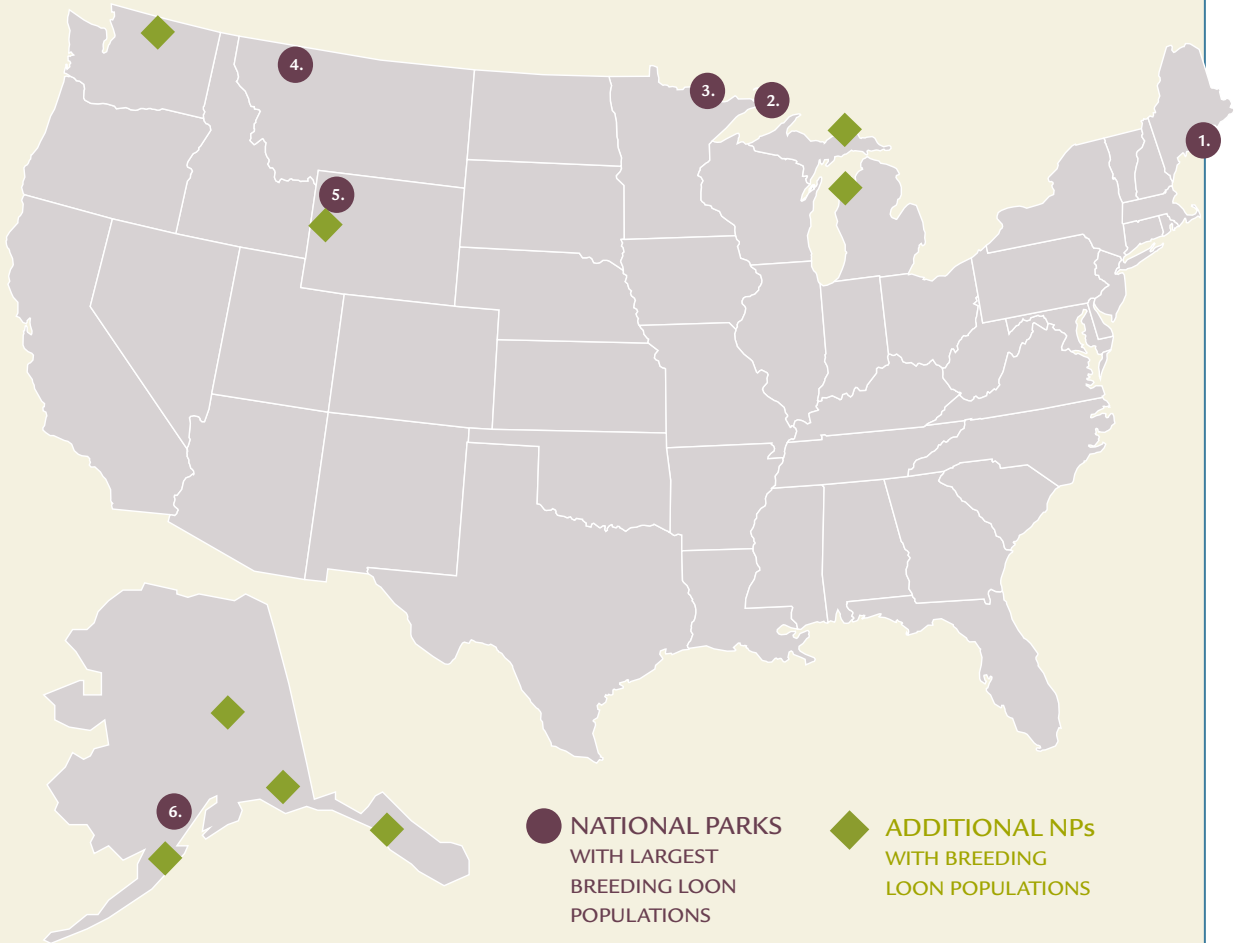 4.
3.
2.
1.
5.
6.
NATIONAL PARKS
WITH LARGEST
BREEDING LOON
POPULATIONS
ADDITIONAL NPs
WITH BREEDING
LOON POPULATIONS